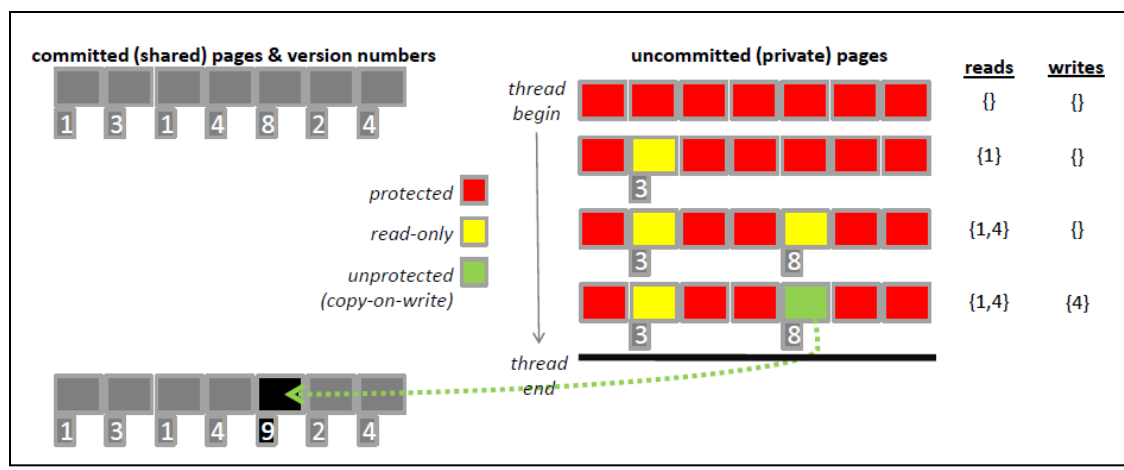 committed (shared) pages & version numbers
1 3 1 4 8 2 4
protected
read-only
unprotected
(copy-on-write)
1 3 1 4 9 2 4
thread
begin
thread
end
uncommitted (private) pages
reads writes
{} {}
{1} {}
3
{1,4} {}
3 8
{1,4} {4}
3 8